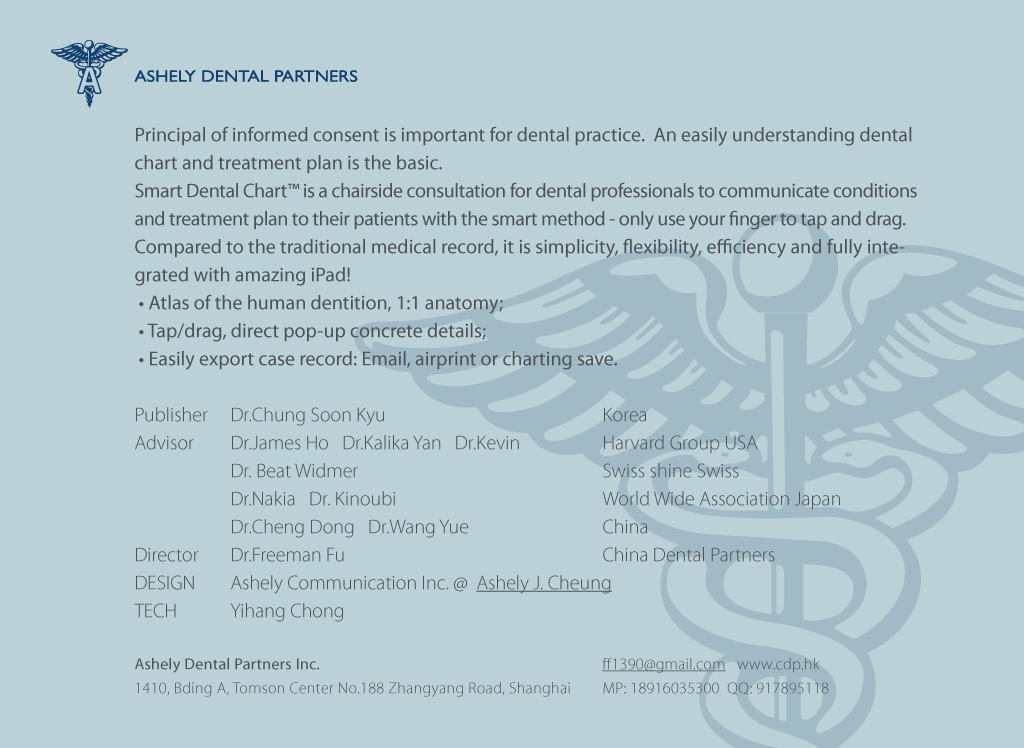 ASHELY DENTAL PARTNERS
Principal of informed consent is important for dental practice.  An easily understanding dental
chart and treatment plan is the basic.
Smart Dental Chart™ is a chairside consultation for dental professionals to communicate conditions
and treatment plan to their patients with the smart method - only use your finger to tap and drag.
Compared to the traditional medical record, it is simplicity, flexibility, efficiency and fully inte-
grated with amazing iPad!
• Atlas of the human dentition, 1:1 anatomy;
• Tap/drag, direct pop-up concrete details;
• Easily export case record: Email, airprint or charting save.
Publisher Dr.Chung Soon Kyu Korea
Advisor Dr.James Ho Dr.Kalika Yan Dr.Kevin Harvard Group USA
Dr. Beat Widmer Swiss shine Swiss
Dr.Nakia Dr. Kinoubi World Wide Association Japan
Dr.Cheng Dong Dr.Wang Yue China
Director Dr.Freeman Fu China Dental Partners
DESIGN Ashely Communication Inc. @ Ashely J. Cheung
TECH Yihang Chong
Ashely Dental Partners Inc. ff1390@gmail.com www.cdp.hk
1410, Bding A, Tomson Center No.188 Zhangyang Road, Shanghai MP: 18916035300 QQ: 917895118